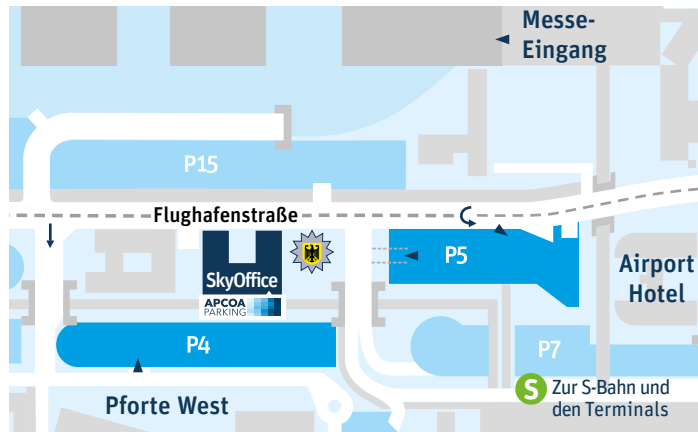 Messe-
Eingang
P15
Flughafenstraße
SkyOffice
APCOA
PARKING
P5
Airport
Hotel
P4
P7
Pforte West
S
Zur S-Bahn und
den Terminals